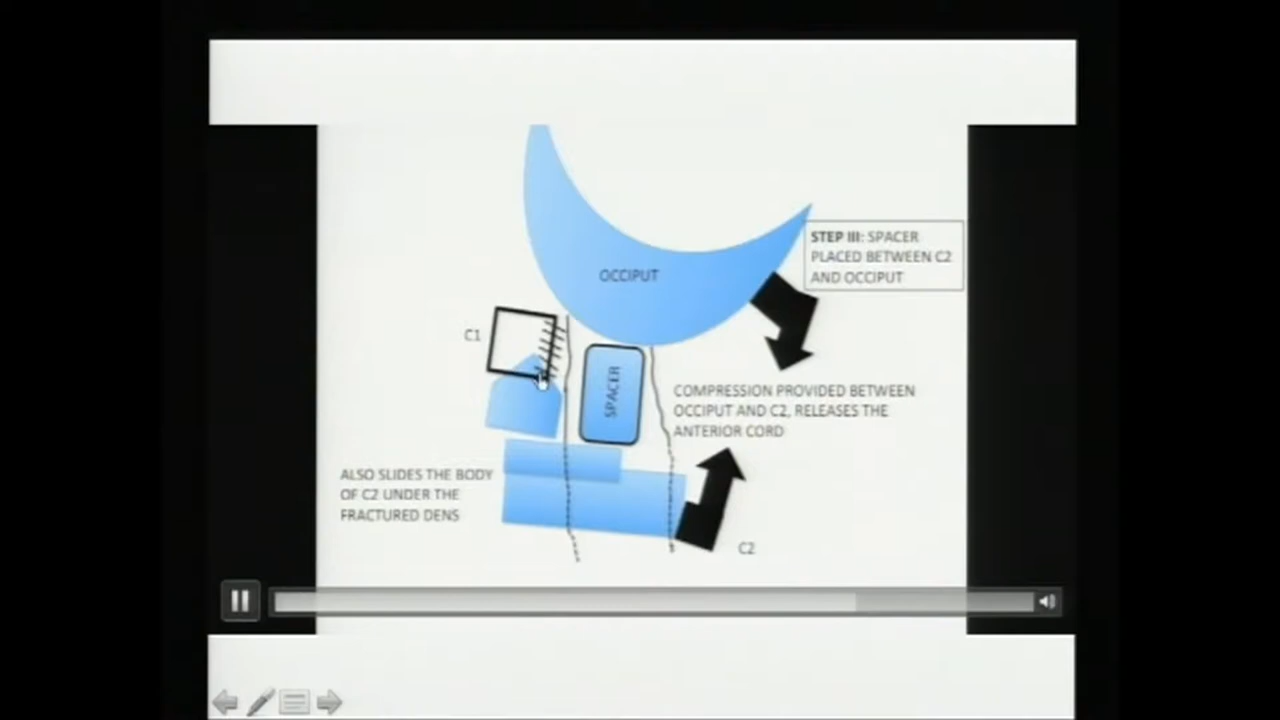 OCCIPUT
STEP III: SPACER
PLACED BETWEEN C2
AND OCCIPUT
C1
SPACER
COMPRESSION PROVIDED BETWEEN
OCCIPUT AND C2, RELEASES THE
ANTERIOR CORD
ALSO SLIDES THE BODY
OF C2 UNDER THE
FRACTURED DENS
C2